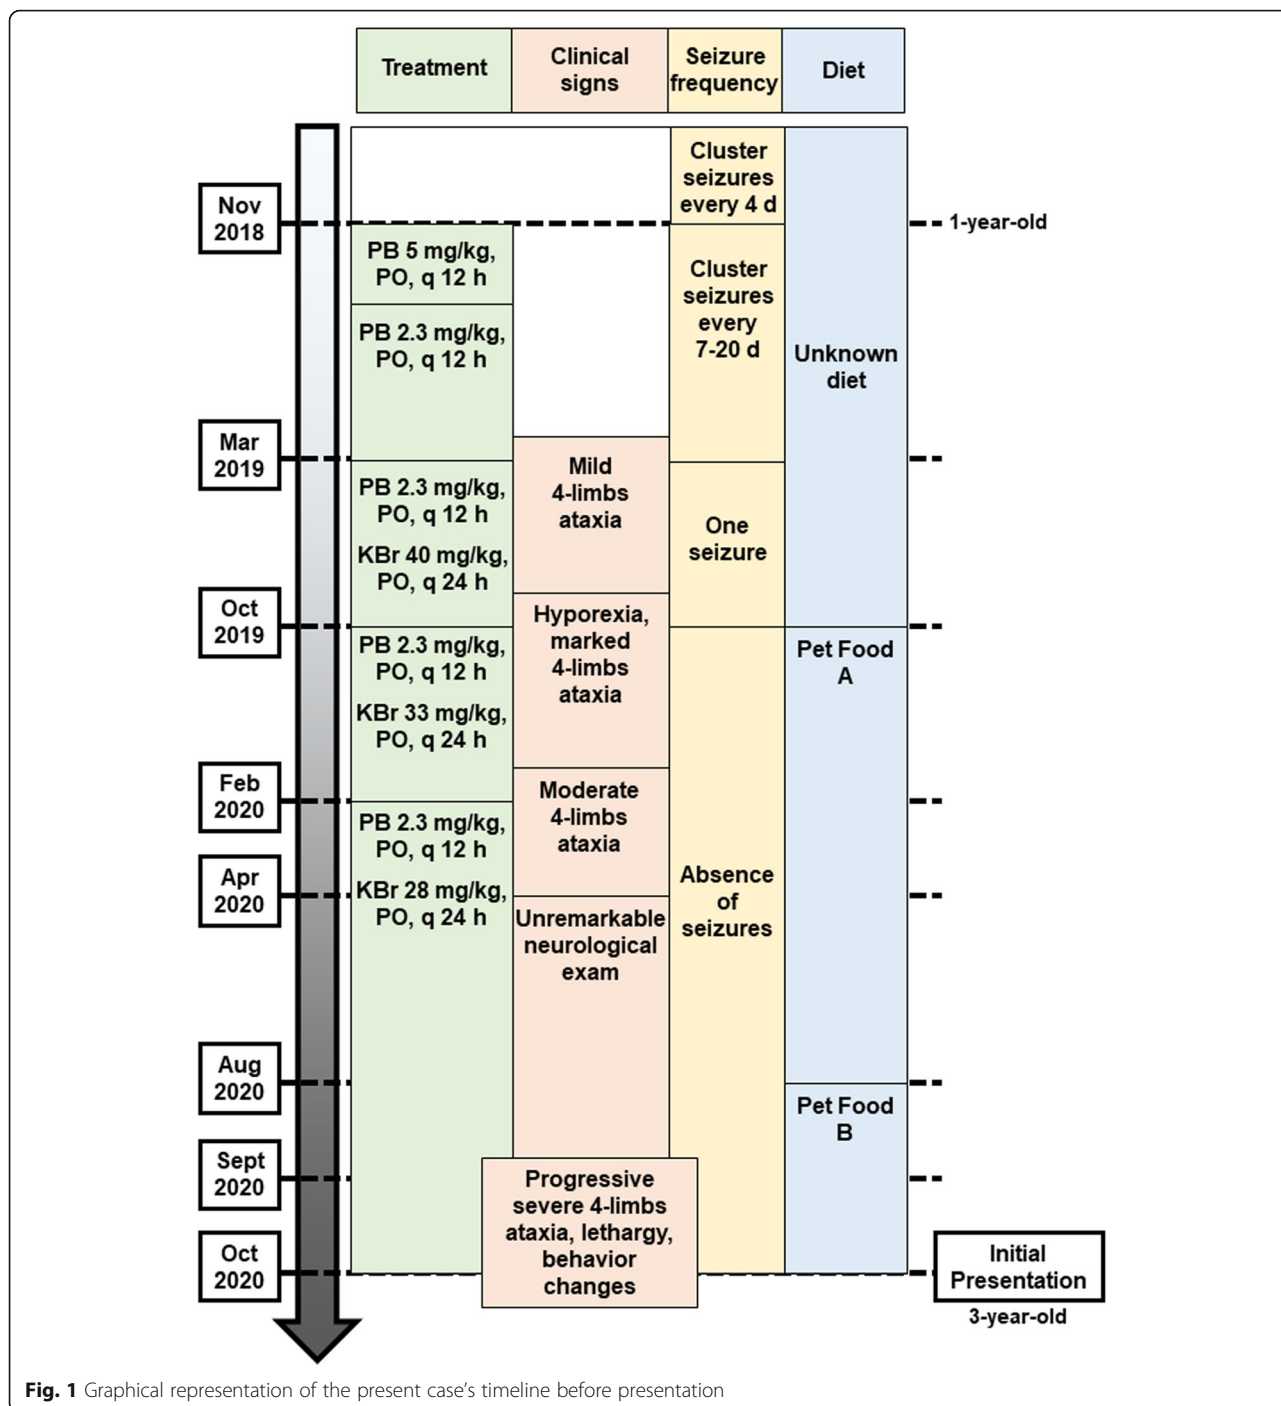 Treatment
Clinical
signs
Seizure
frequency
Diet
Nov
2018
Mar
2019
Oct
2019
Feb
2020
Apr
2020
Aug
2020
Sept
2020
Oct
2020
PB 5 mg/kg,
PO, q 12 h
PB 2.3 mg/kg,
PO, q 12 h
PB 2.3 mg/kg,
PO, q 12 h
KBr 40 mg/kg,
PO, q 24 h
PB 2.3 mg/kg,
PO, q 12 h
KBr 33 mg/kg,
PO, q 24 h
PB 2.3 mg/kg,
PO, q 12 h
KBr 28 mg/kg,
PO, q 24 h
Mild
4-limbs
ataxia
Hyporexia,
marked
4-limbs
ataxia
Moderate
4-limbs
ataxia
Unremarkable
neurological
exam
Progressive
severe 4-limbs
ataxia, lethargy,
behavior
changes
Cluster
seizures
every 4 d
Cluster
seizures
every
7-20 d
One
seizure
Absence
of
seizures
Unknown
diet
Pet Food
A
Pet Food
B
1-year-old
Initial
Presentation
3-year-old
Fig. 1 Graphical representation of the present case's timeline before presentation